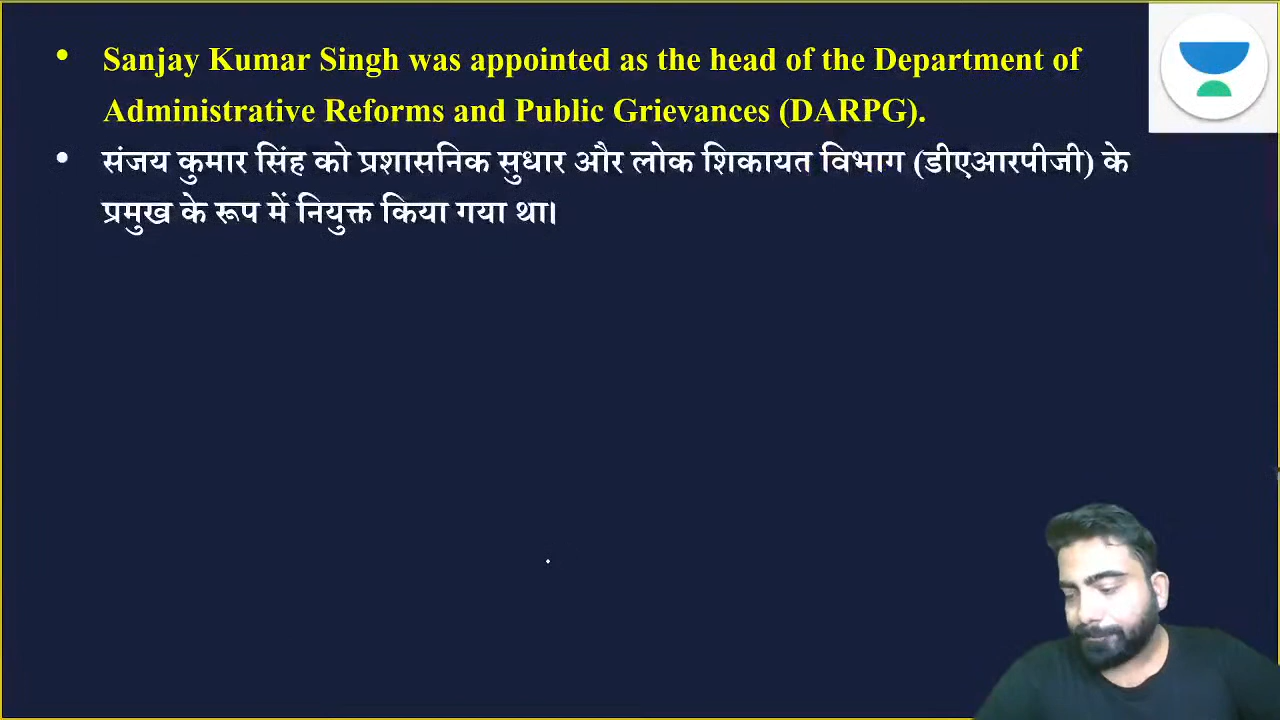 Sanjay Kumar Singh was appointed as the head of the Department of
Administrative Reforms and Public Grievances (DARPG).
संजय कुमार सिंह को प्रशासनिक सुधार और लोक शिकायत विभाग (डीएआरपीजी) के
प्रमुख के रूप में नियुक्त किया गया था।